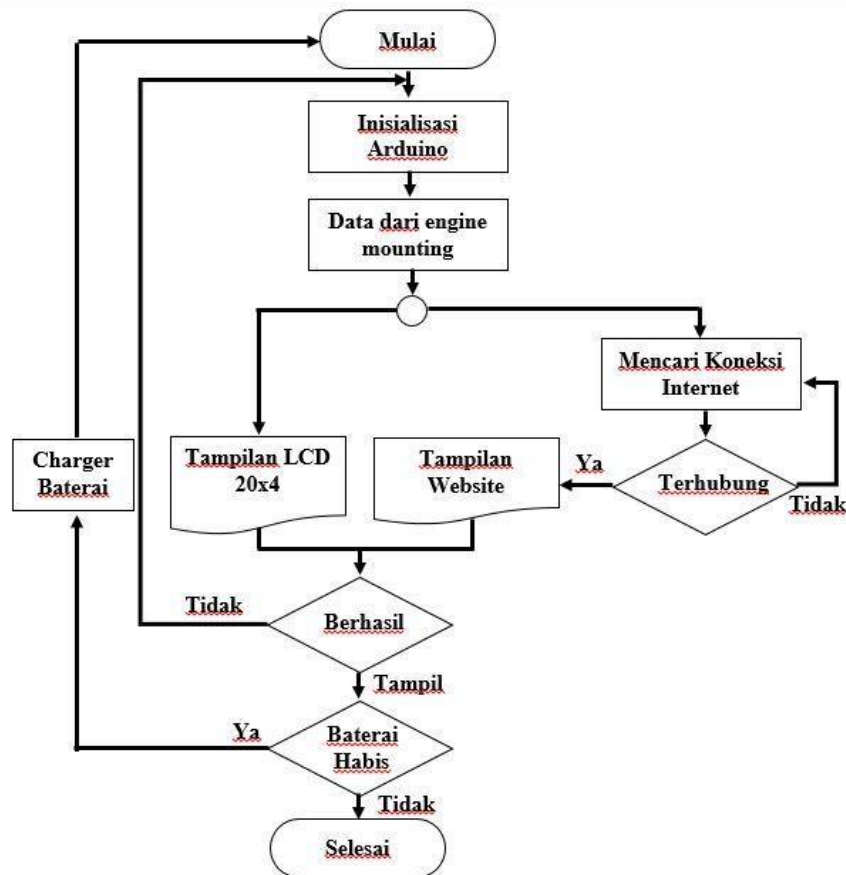 Mulai
Inisialisasi
Arduino
Data dari engine
mounting
Mencari Koneksi
Internet
Charger
Baterai
Tampilan LCD
20x4
Tampilan
Website
Ya
Terhubung
Tidak
Tidak
Berhasil
Tampil
Ya
Baterai
Habis
Tidak
Selesai